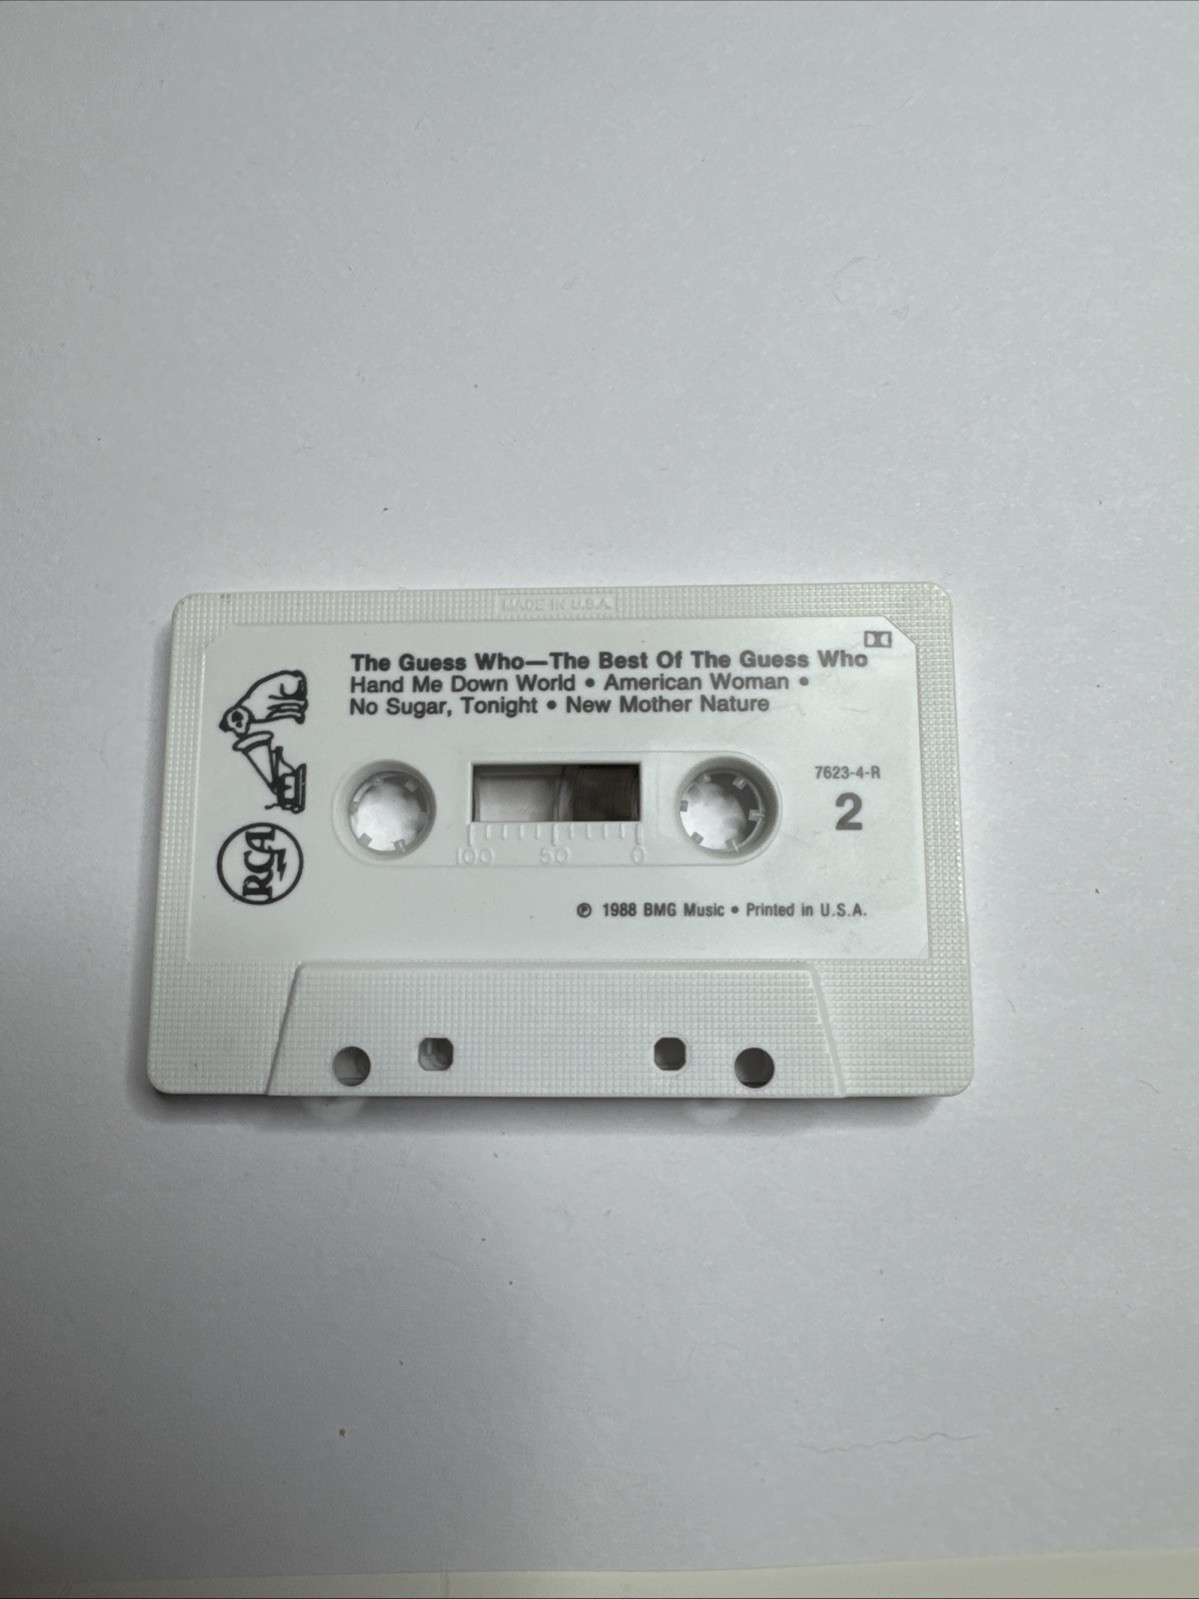 MADE IN U.S.A.
The Guess Who—The Best Of The Guess Who
Hand Me Down World • American Woman •
No Sugar, Tonight • New Mother Nature
7623-4-R
2
100 50 0
RCA
℗ 1988 BMG Music • Printed in U.S.A.